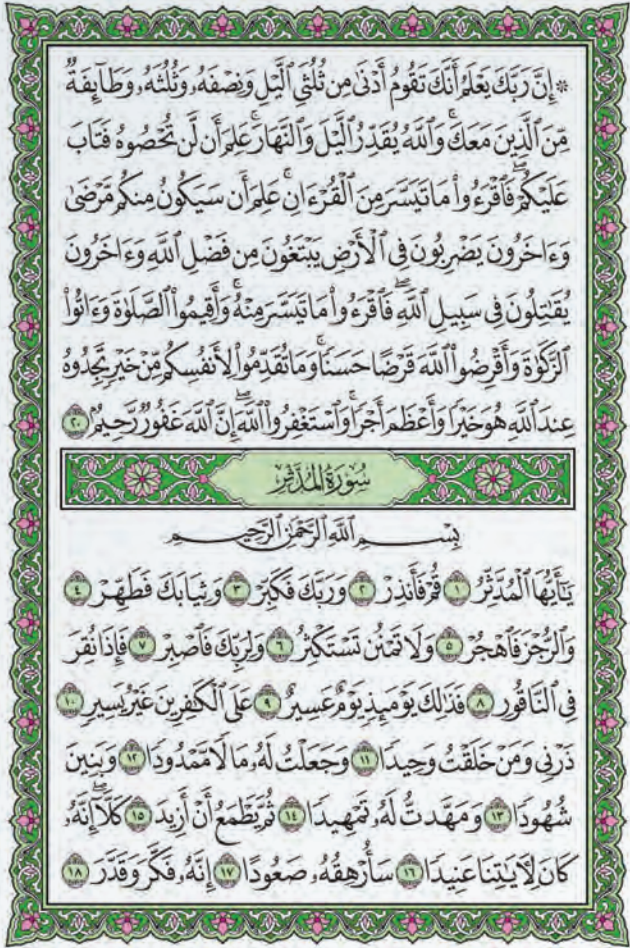 ۞ إِنَّ رَبَّكَ يَعْلَمُ أَنَّكَ تَقُومُ أَدْنَىٰ مِن ثُلُثَيِ ٱلَّيْلِ وَنِصْفَهُۥ وَثُلُثَهُۥ وَطَآئِفَةٌ
مِّنَ ٱلَّذِينَ مَعَكَۚ وَٱللَّهُ يُقَدِّرُ ٱلَّيْلَ وَٱلنَّهَارَۚ عَلِمَ أَن لَّن تُحْصُوهُ فَتَابَ
عَلَيْكُمْۖ فَٱقْرَءُوا۟ مَا تَيَسَّرَ مِنَ ٱلْقُرْءَانِۚ عَلِمَ أَن سَيَكُونُ مِنكُم مَّرْضَىٰ
وَءَاخَرُونَ يَضْرِبُونَ فِى ٱلْأَرْضِ يَبْتَغُونَ مِن فَضْلِ ٱللَّهِ وَءَاخَرُونَ
يُقَٰتِلُونَ فِى سَبِيلِ ٱللَّهِۖ فَٱقْرَءُوا۟ مَا تَيَسَّرَ مِنْهُۚ وَأَقِيمُوا۟ ٱلصَّلَوٰةَ وَءَاتُوا۟
ٱلزَّكَوٰةَ وَأَقْرِضُوا۟ ٱللَّهَ قَرْضًا حَسَنًاۚ وَمَا تُقَدِّمُوا۟ لِأَنفُسِكُم مِّنْ خَيْرٍ تَجِدُوهُ
عِندَ ٱللَّهِ هُوَ خَيْرًا وَأَعْظَمَ أَجْرًاۚ وَٱسْتَغْفِرُوا۟ ٱللَّهَۖ إِنَّ ٱللَّهَ غَفُورٌ رَّحِيمٌۢ ٢٠
سُورَةُ المُدَّثِّر
بِسْمِ ٱللَّهِ ٱلرَّحْمَٰنِ ٱلرَّحِيمِ
يَٰٓأَيُّهَا ٱلْمُدَّثِّرُ ١ قُمْ فَأَنذِرْ ٢ وَرَبَّكَ فَكَبِّرْ ٣ وَثِيَابَكَ فَطَهِّرْ ٤
وَٱلرُّجْزَ فَٱهْجُرْ ٥ وَلَا تَمْنُن تَسْتَكْثِرُ ٦ وَلِرَبِّكَ فَٱصْبِرْ ٧ فَإِذَا نُقِرَ
فِى ٱلنَّاقُورِ ٨ فَذَٰلِكَ يَوْمَئِذٍ يَوْمٌ عَسِيرٌ ٩ عَلَى ٱلْكَٰفِرِينَ غَيْرُ يَسِيرٍ ١٠
ذَرْنِى وَمَنْ خَلَقْتُ وَحِيدًا ١١ وَجَعَلْتُ لَهُۥ مَالًا مَّمْدُودًا ١٢ وَبَنِينَ
شُهُودًا ١٣ وَمَهَّدتُّ لَهُۥ تَمْهِيدًا ١٤ ثُمَّ يَطْمَعُ أَنْ أَزِيدَ ١٥ كَلَّآۖ إِنَّهُۥ
كَانَ لِءَايَٰتِنَا عَنِيدًا ١٦ سَأُرْهِقُهُۥ صَعُودًا ١٧ إِنَّهُۥ فَكَّرَ وَقَدَّرَ ١٨